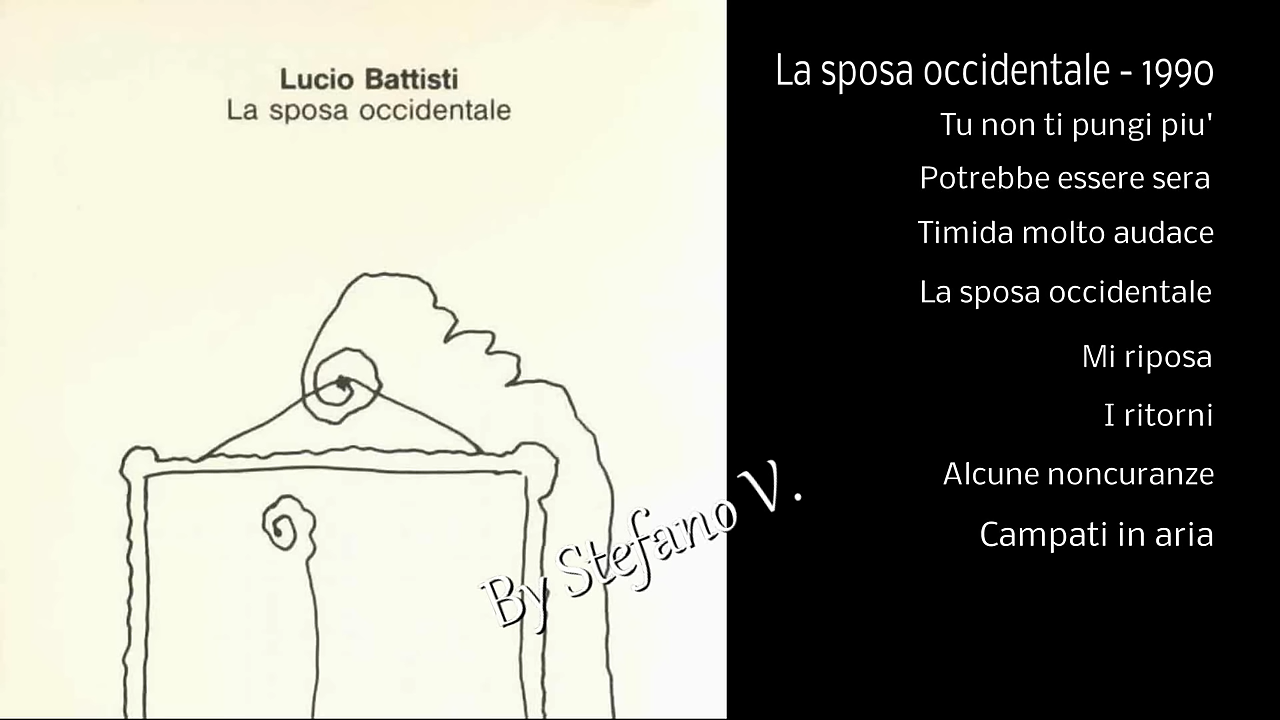 Lucio Battisti
La sposa occidentale
La sposa occidentale - 1990
Tu non ti pungi piu'
Potrebbe essere sera
Timida molto audace
La sposa occidentale
Mi riposa
I ritorni
Alcune noncuranze
Campati in aria
By Stefano V.